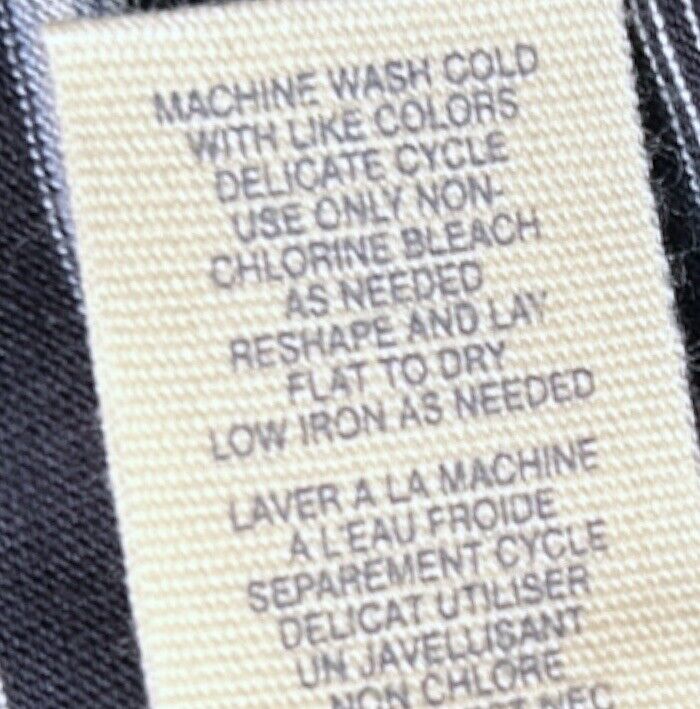 MACHINE WASH COLD
WITH LIKE COLORS
DELICATE CYCLE
USE ONLY NON-
CHLORINE BLEACH
AS NEEDED
RESHAPE AND LAY
FLAT TO DRY
LOW IRON AS NEEDED
LAVER A LA MACHINE
A L'EAU FROIDE
SEPAREMENT CYCLE
DELICAT UTILISER
UN JAVELLISANT
NON CHLORE